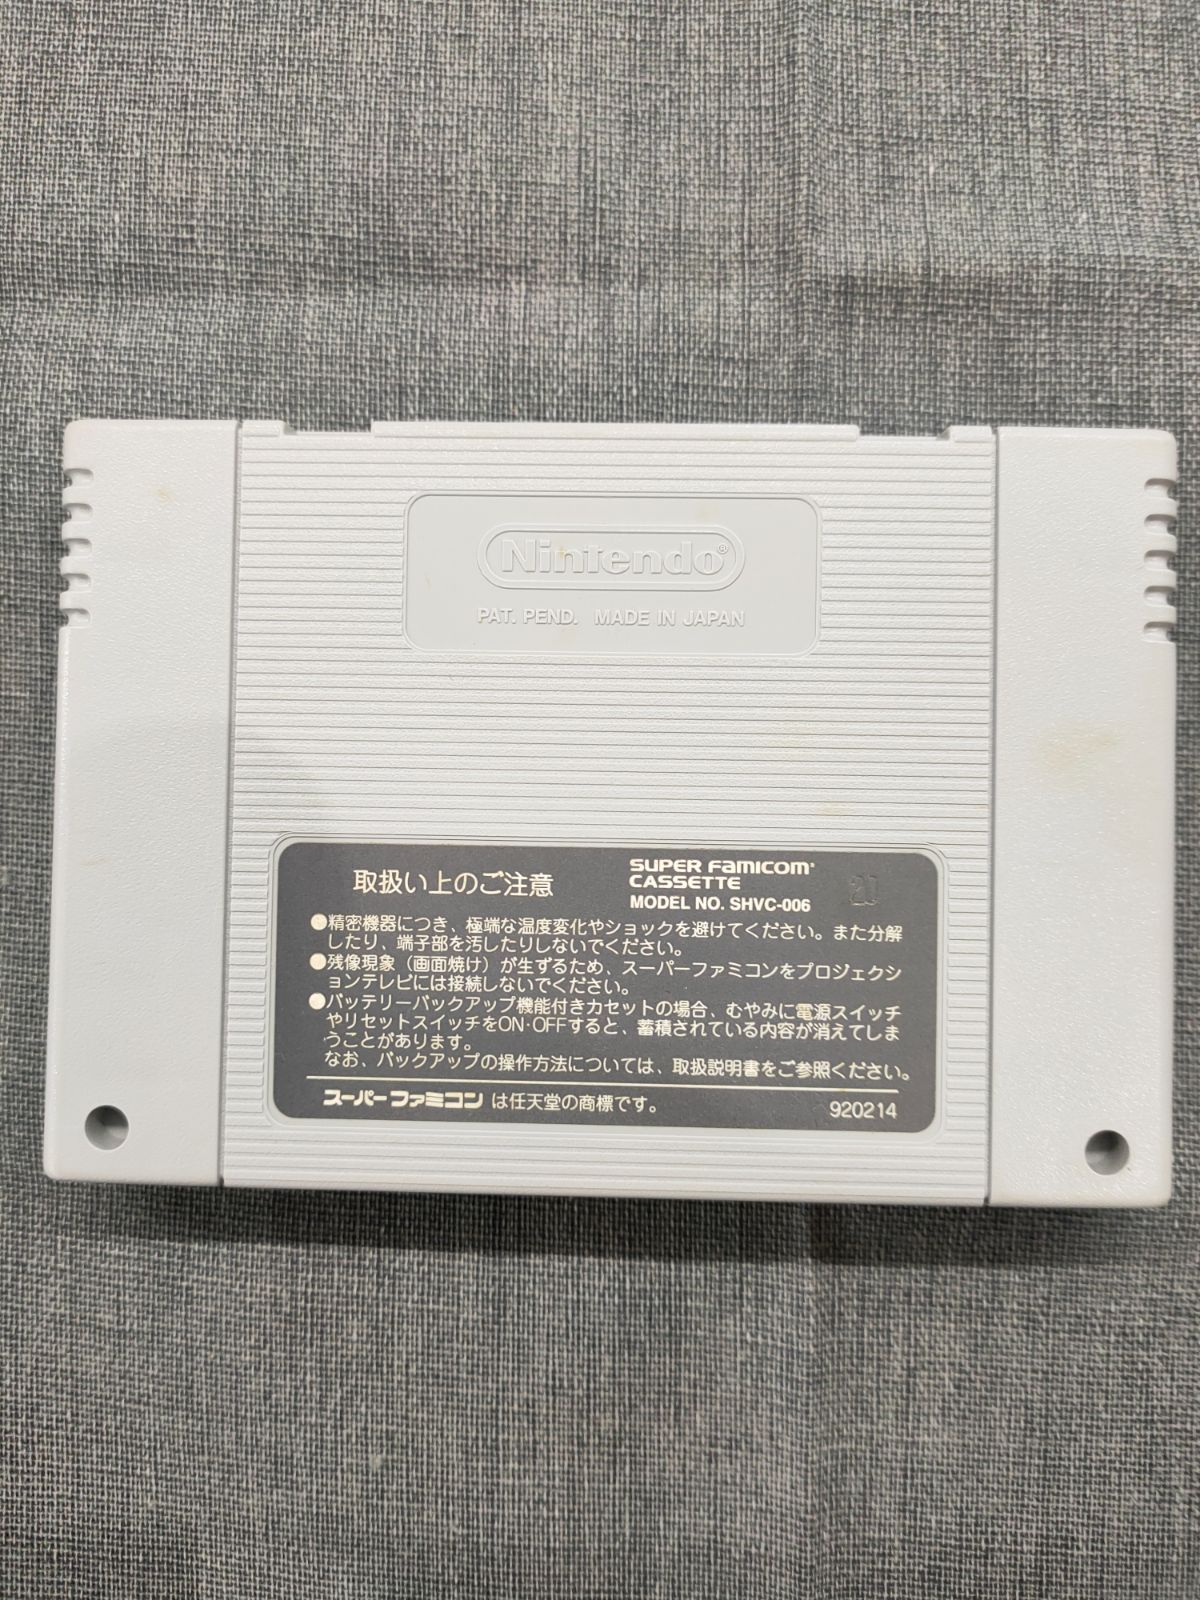 Nintendo®
PAT. PEND. MADE IN JAPAN
取扱い上のご注意
SUPER FAMICOM
CASSETTE
MODEL NO. SHVC-006
20
●精密機器につき、極端な温度変化やショックを避けてください。また分解
したり、端子部を汚したりしないでください。
●残像現象（画面焼け）が生ずるため、スーパーファミコンをプロジェクシ
ョンテレビには接続しないでください。
●バッテリーバックアップ機能付きカセットの場合、むやみに電源スイッチ
やリセットスイッチをON·OFFすると、蓄積されている内容が消えてしま
うことがあります。
なお、バックアップの操作方法については、取扱説明書をご参照ください。
スーパーファミコン は任天堂の商標です。
920214